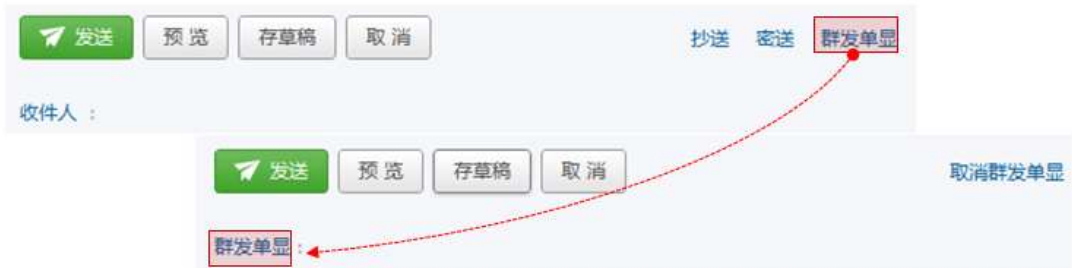 发送 预 览 存草稿 取 消 抄送 密送 群发单显
收件人 :
发送 预 览 存草稿 取 消 取消群发单显
群发单显 :